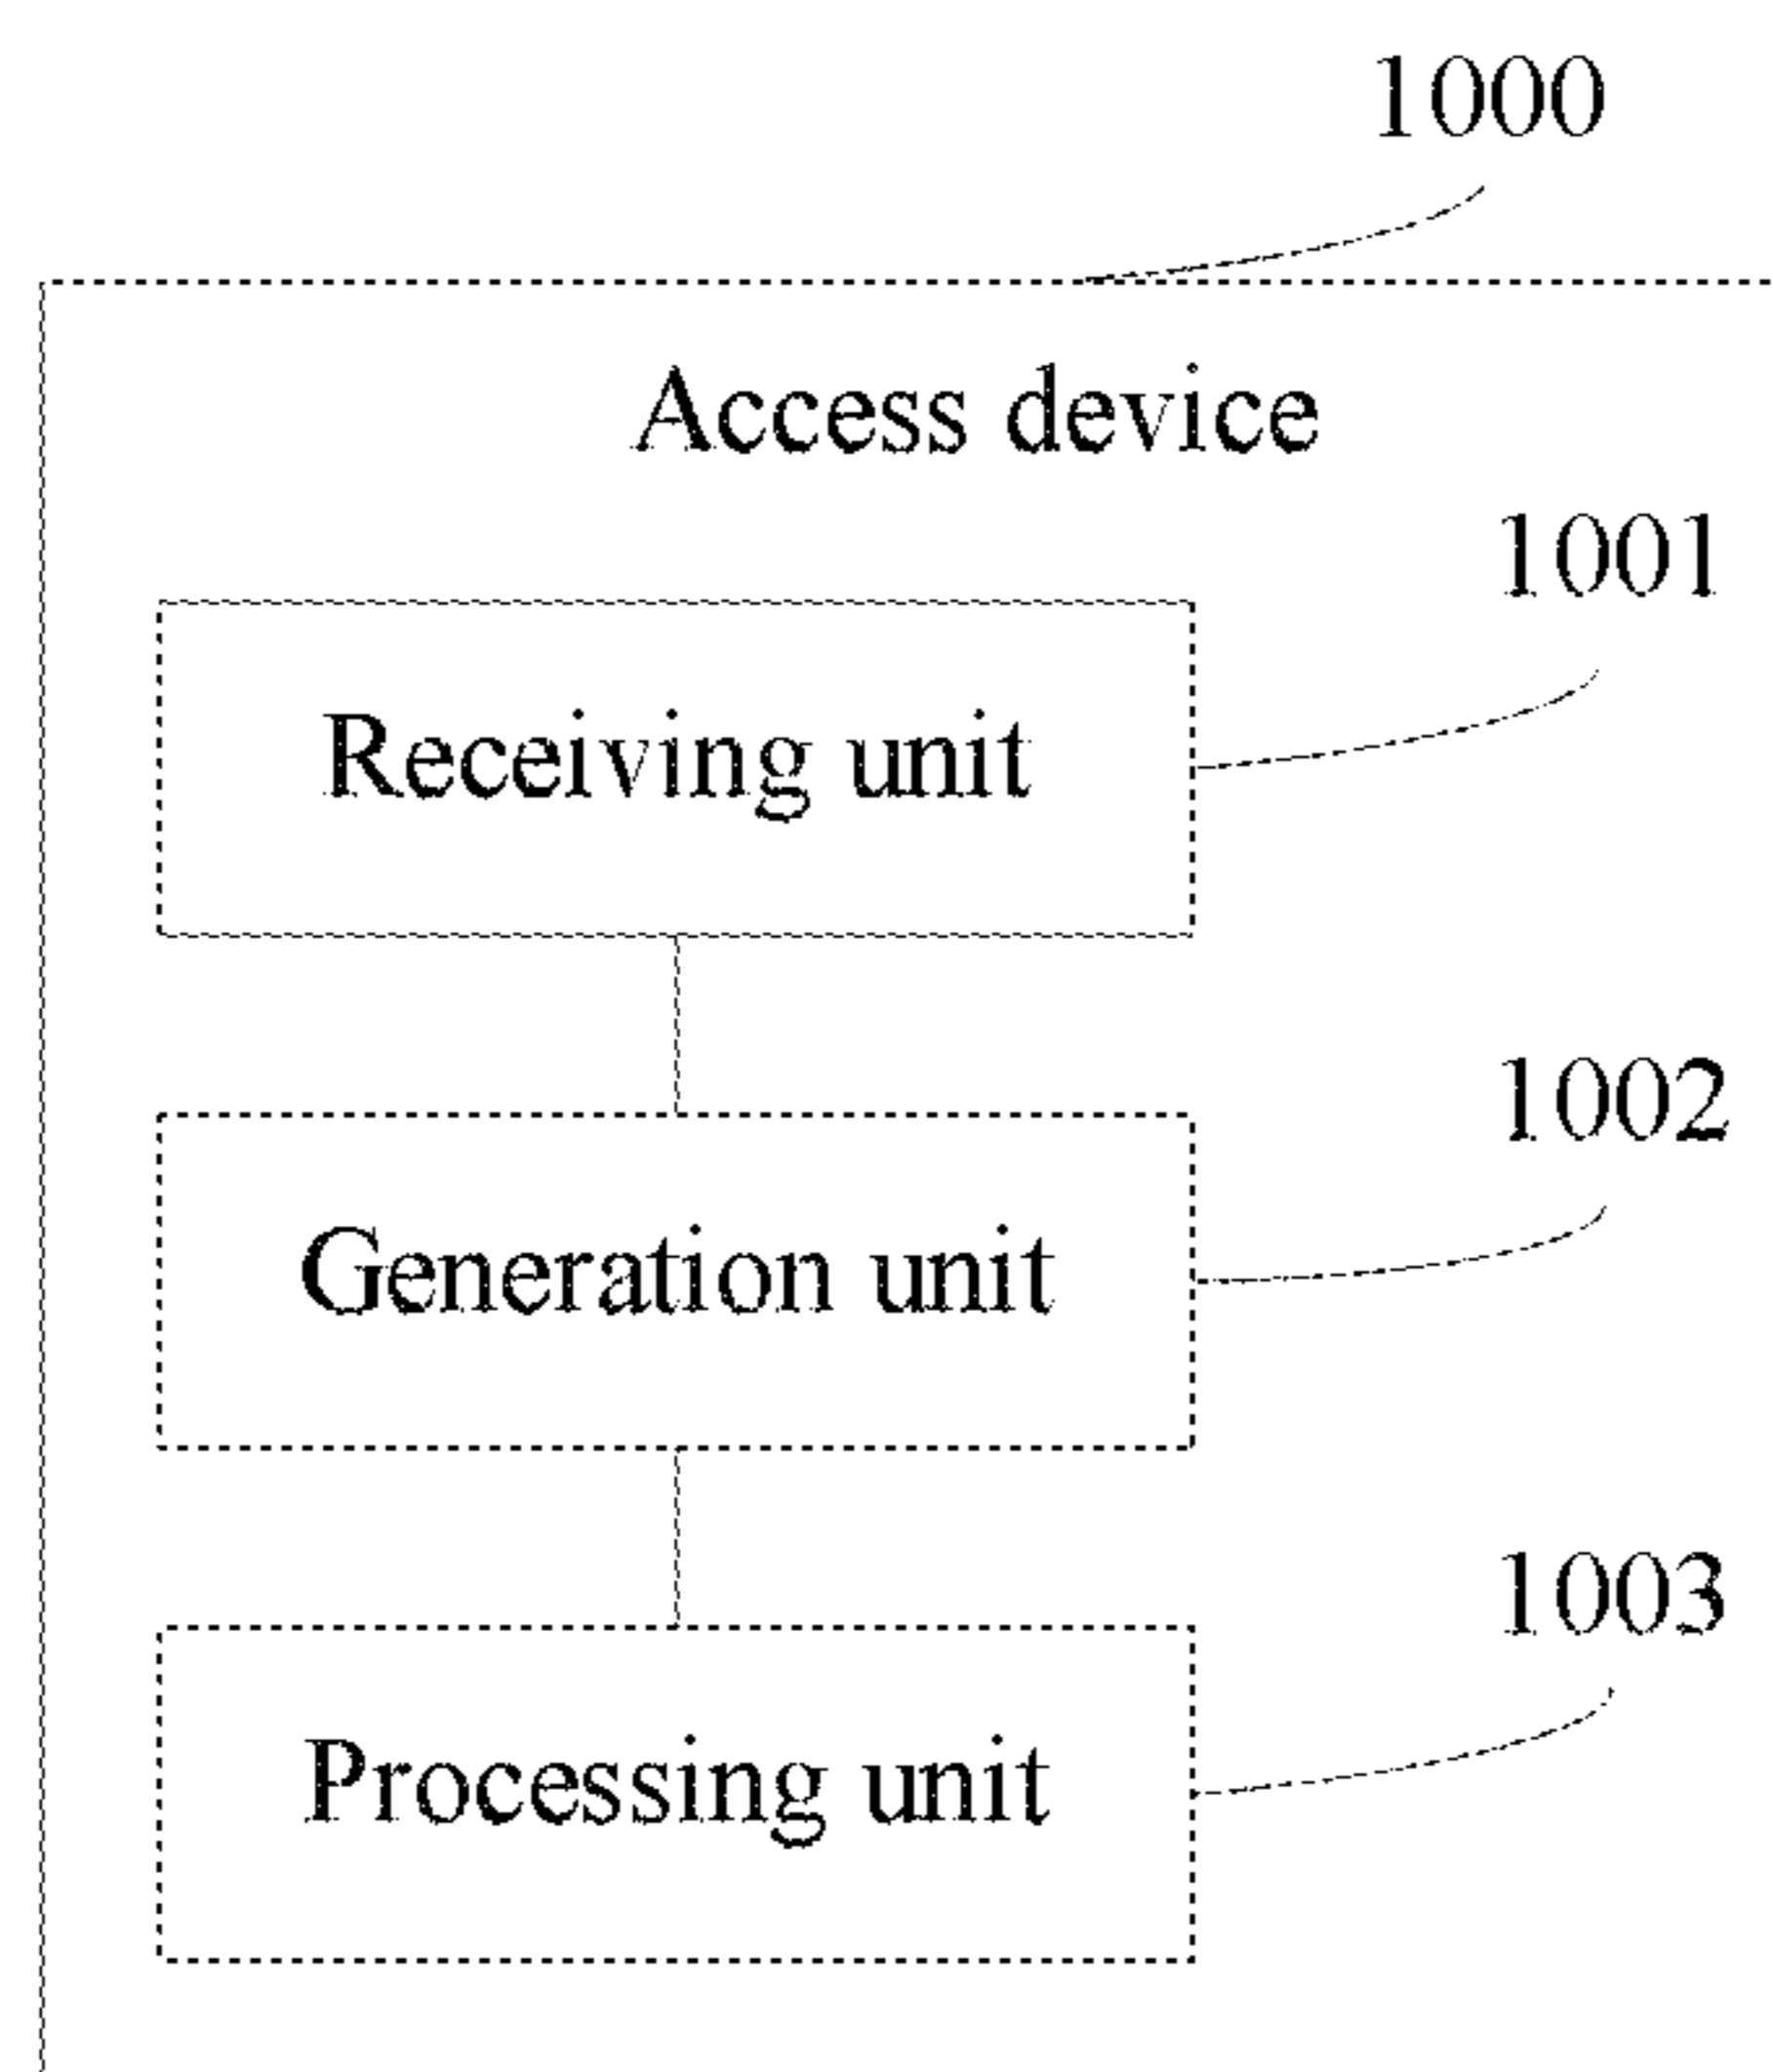 1000
Access device
1001
Receiving unit
1002
Generation unit
1003
Processing unit